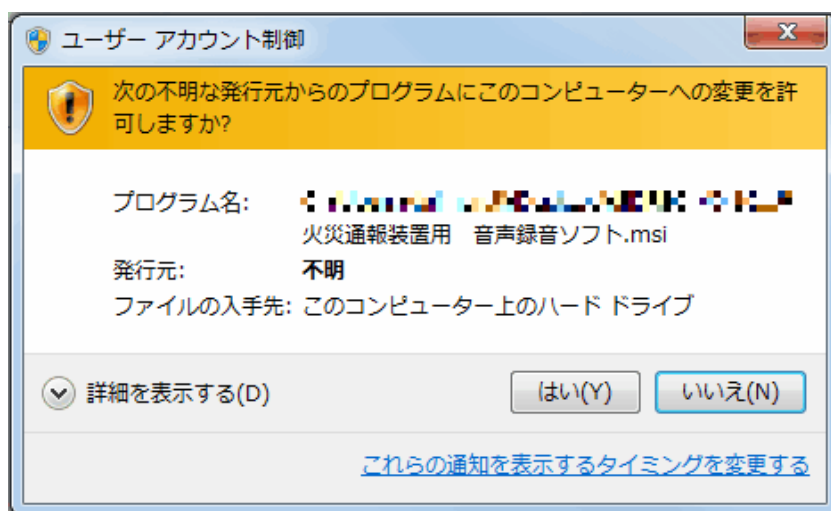 ユーザー アカウント制御
次の不明な発行元からのプログラムにこのコンピューターへの変更を許
可しますか?
プログラム名:
火災通報装置用　音声録音ソフト.msi
発行元: 不明
ファイルの入手先: このコンピューター上のハード ドライブ
詳細を表示する(D) はい(Y) いいえ(N)
これらの通知を表示するタイミングを変更する